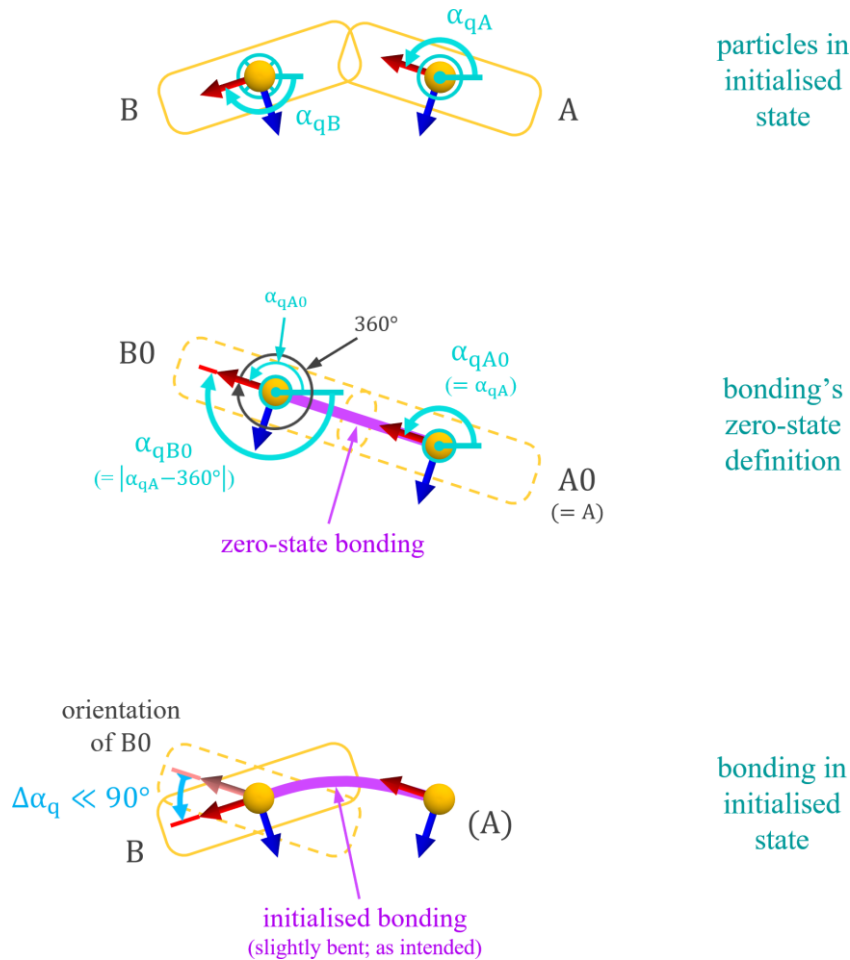 α_qA
particles in
initialised
state
B
α_qB
A
α_qA0
360°
B0
α_qA0
(= α_qA)
bonding’s
zero-state
definition
α_qB0
(= |α_qA−360°|)
A0
(= A)
zero-state bonding
orientation
of B0
Δα_q ≪ 90°
B
(A)
bonding in
initialised
state
initialised bonding
(slightly bent; as intended)